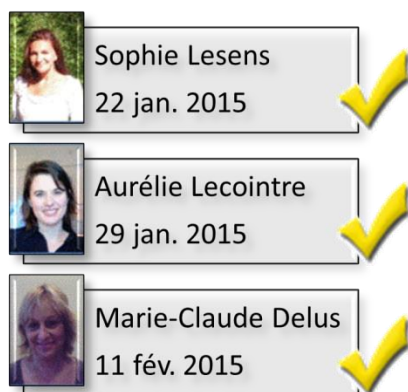 Sophie Lesens
22 jan. 2015
Aurélie Lecointre
29 jan. 2015
Marie-Claude Delus
11 fév. 2015